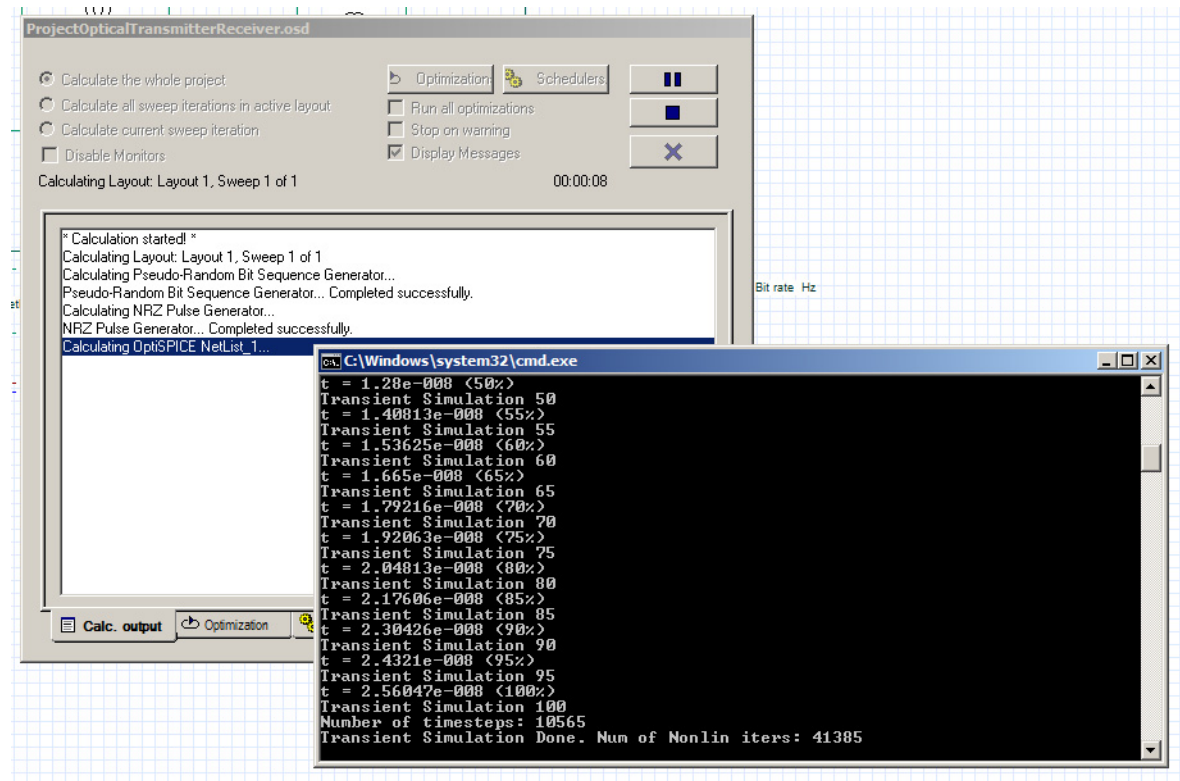 ProjectOpticalTransmitterReceiver.osd
Calculate the whole project
Optimization
Schedulers
Calculate all sweep iterations in active layout
Run all optimizations
Calculate current sweep iteration
Stop on warning
Disable Monitors
Display Messages
Calculating Layout: Layout 1, Sweep 1 of 1
00:00:08
* Calculation started! *
Calculating Layout: Layout 1, Sweep 1 of 1
Calculating Pseudo-Random Bit Sequence Generator...
Pseudo-Random Bit Sequence Generator... Completed successfully.
Calculating NRZ Pulse Generator...
NRZ Pulse Generator... Completed successfully.
Calculating OptiSPICE NetList_1...
Bit rate Hz
Calc. output
Optimization
C:\Windows\system32\cmd.exe
t = 1.28e-008 (50%)
Transient Simulation 50
t = 1.40813e-008 (55%)
Transient Simulation 55
t = 1.53625e-008 (60%)
Transient Simulation 60
t = 1.665e-008 (65%)
Transient Simulation 65
t = 1.79216e-008 (70%)
Transient Simulation 70
t = 1.92063e-008 (75%)
Transient Simulation 75
t = 2.04813e-008 (80%)
Transient Simulation 80
t = 2.17606e-008 (85%)
Transient Simulation 85
t = 2.30426e-008 (90%)
Transient Simulation 90
t = 2.4321e-008 (95%)
Transient Simulation 95
t = 2.56047e-008 (100%)
Transient Simulation 100
Number of timesteps: 10565
Transient Simulation Done. Num of Nonlin iters: 41385